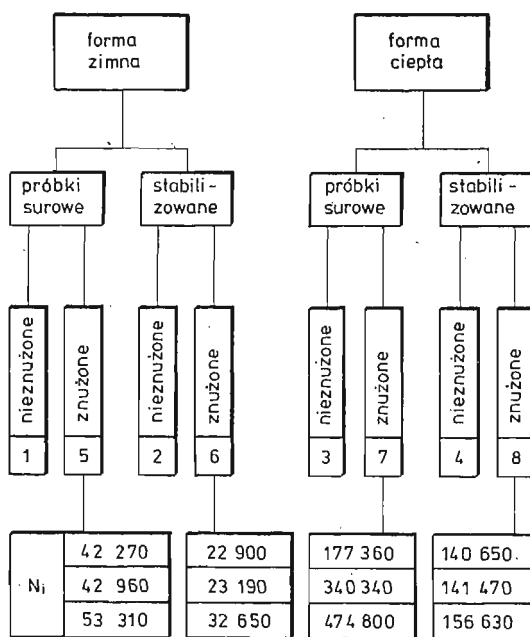 forma
zimna
forma
ciepła
próbki
surowe
stabili-
zowane
próbki
surowe
stabili-
zowane
nieznużone
znużone
nieznużone
znużone
nieznużone
znużone
nieznużone
znużone
1 5 2 6 3 7 4 8
Ni
42 270 22 900 177 360 140 650
42 960 23 190 340 340 141 470
53 310 32 650 474 800 156 630